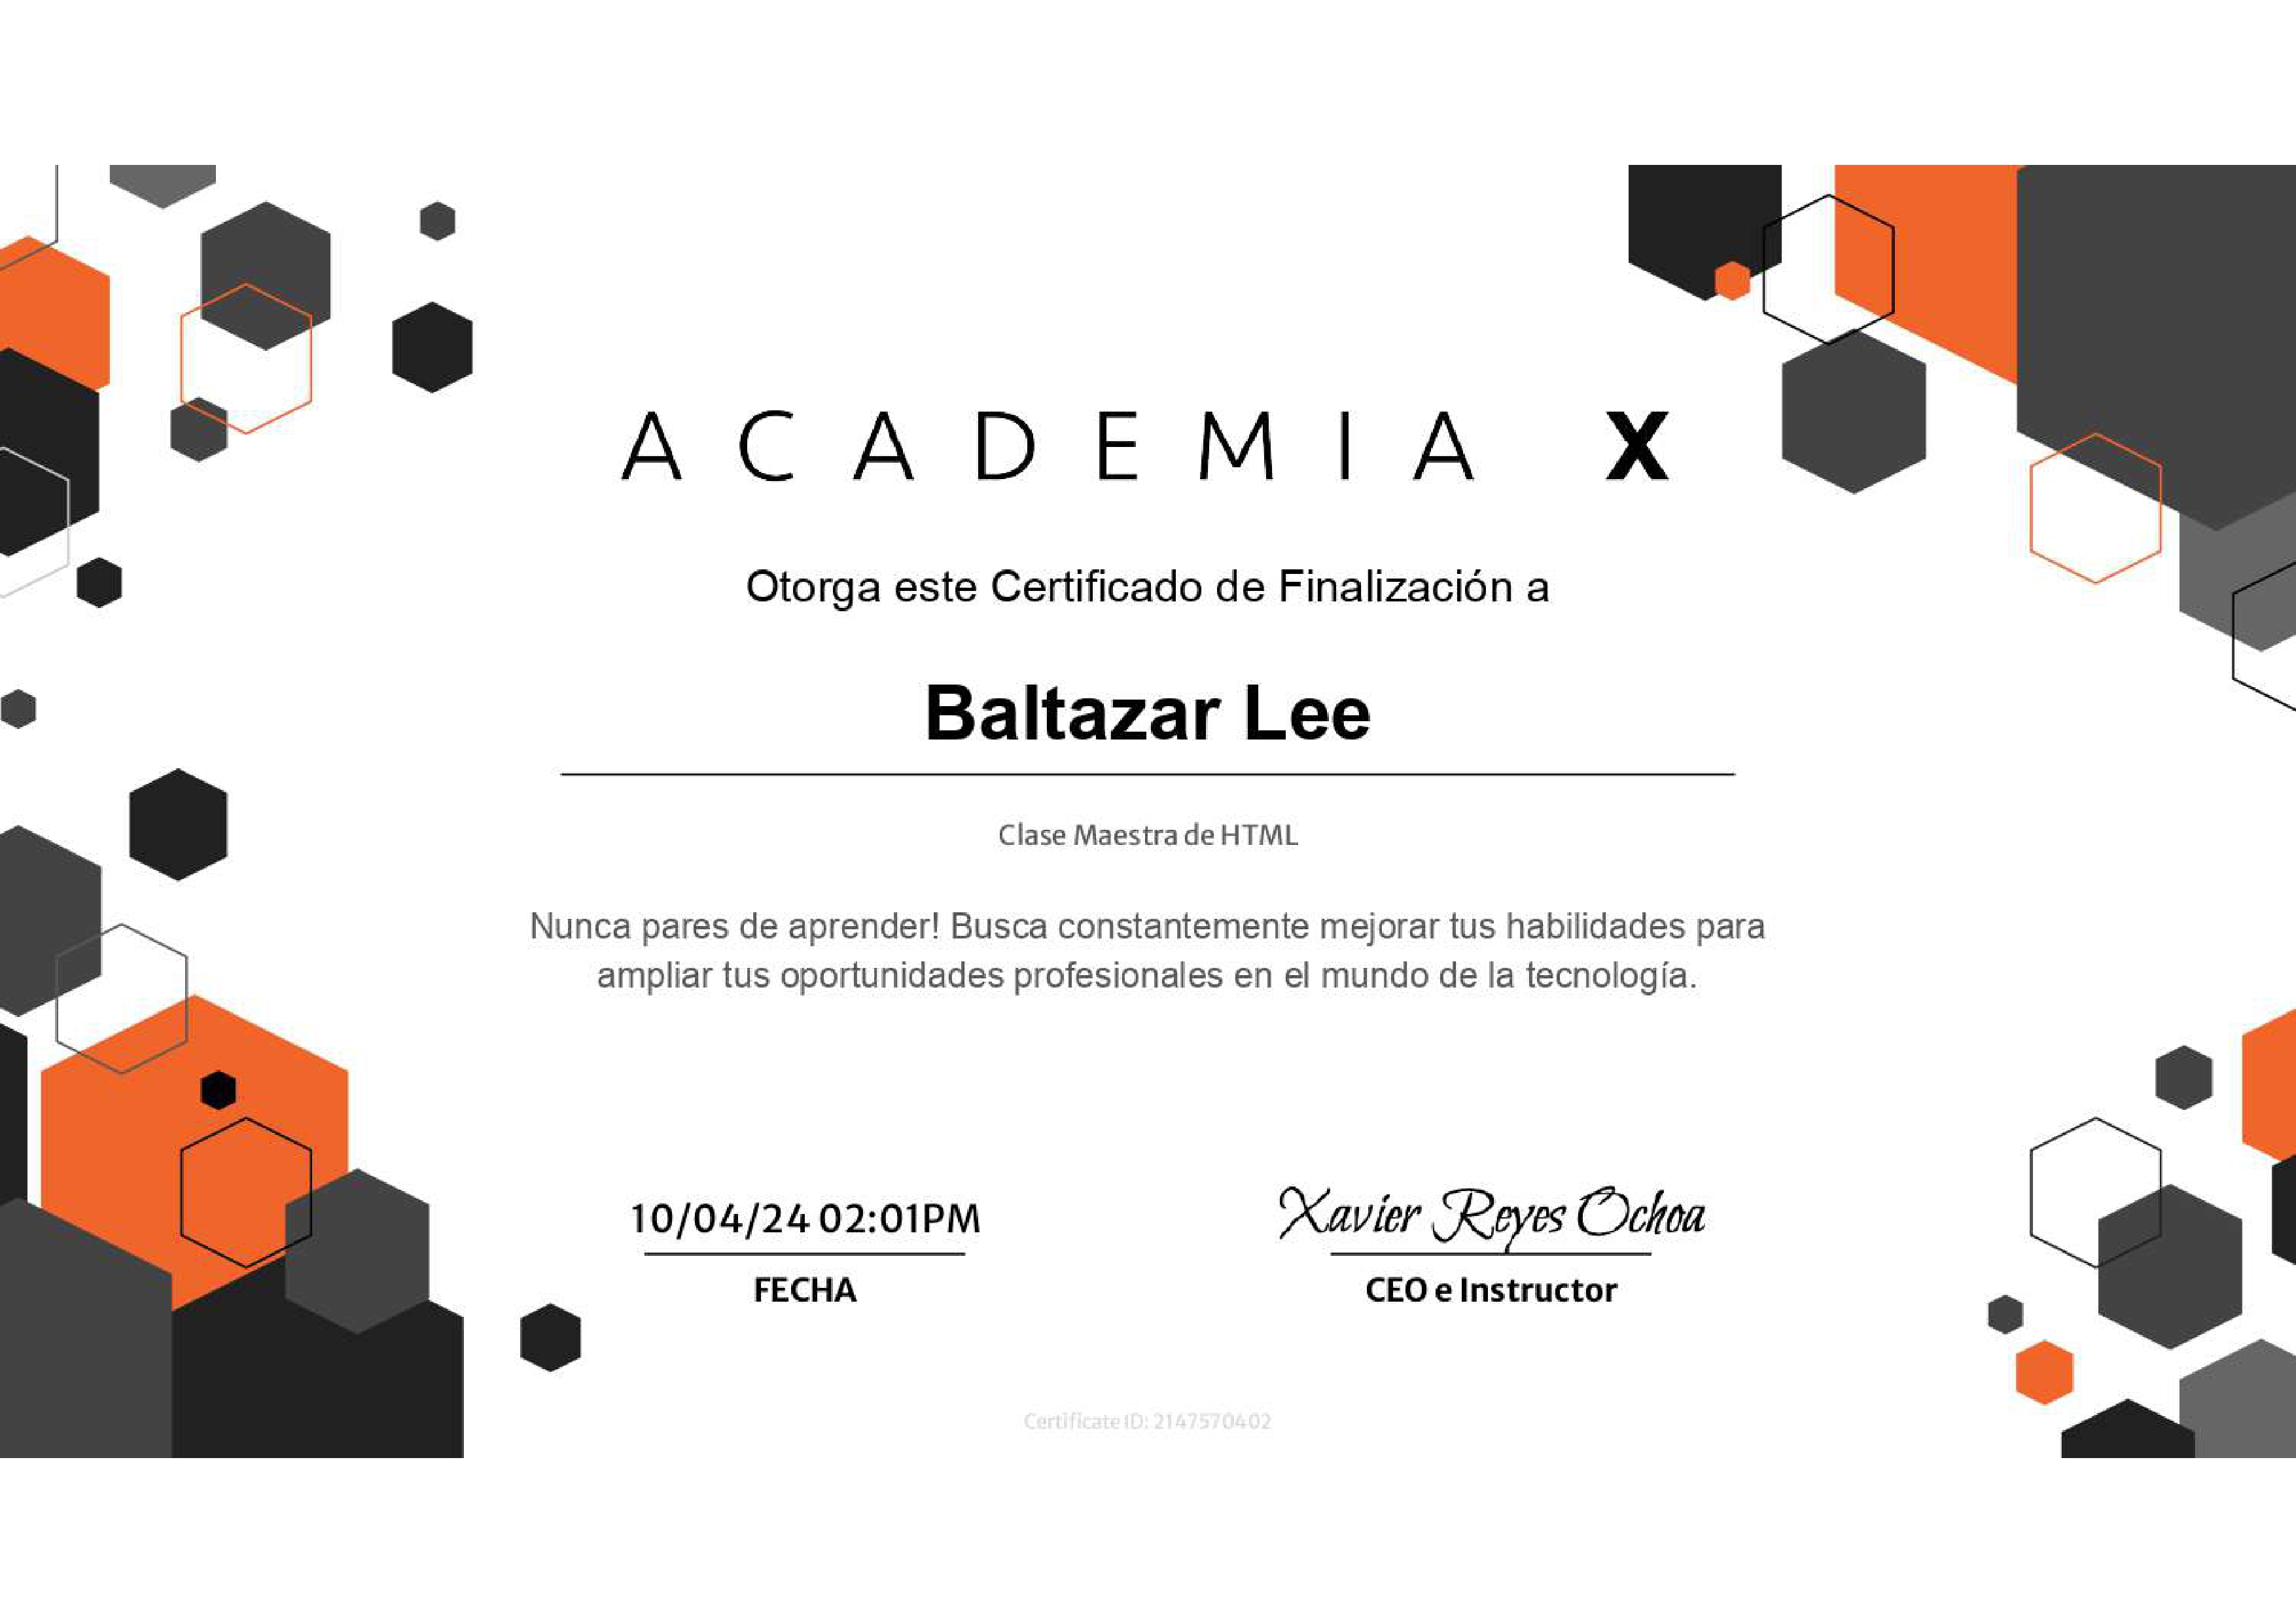 ACADEMIA X
Otorga este Certificado de Finalización a
Baltazar Lee
Clase Maestra de HTML
Nunca pares de aprender! Busca constantemente mejorar tus habilidades para
ampliar tus oportunidades profesionales en el mundo de la tecnología.
10/04/24 02:01PM
FECHA
Xavier Reyes Ochoa
CEO e Instructor
Certificate ID: 2147570402